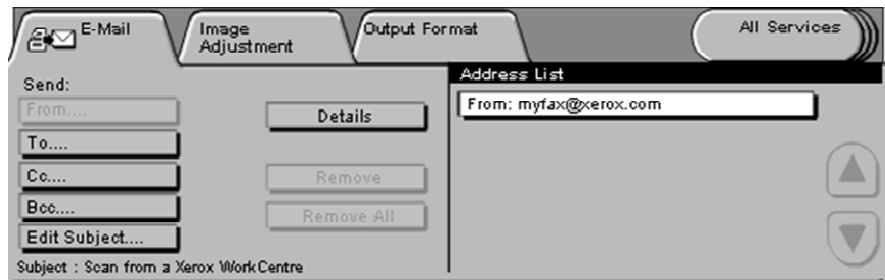 E-Mail
Image
Adjustment
Output Format
All Services
Send:
From....
To....
Cc....
Bcc....
Edit Subject....
Subject : Scan from a Xerox WorkCentre
Details
Remove
Remove All
Address List
From: myfax@xerox.com